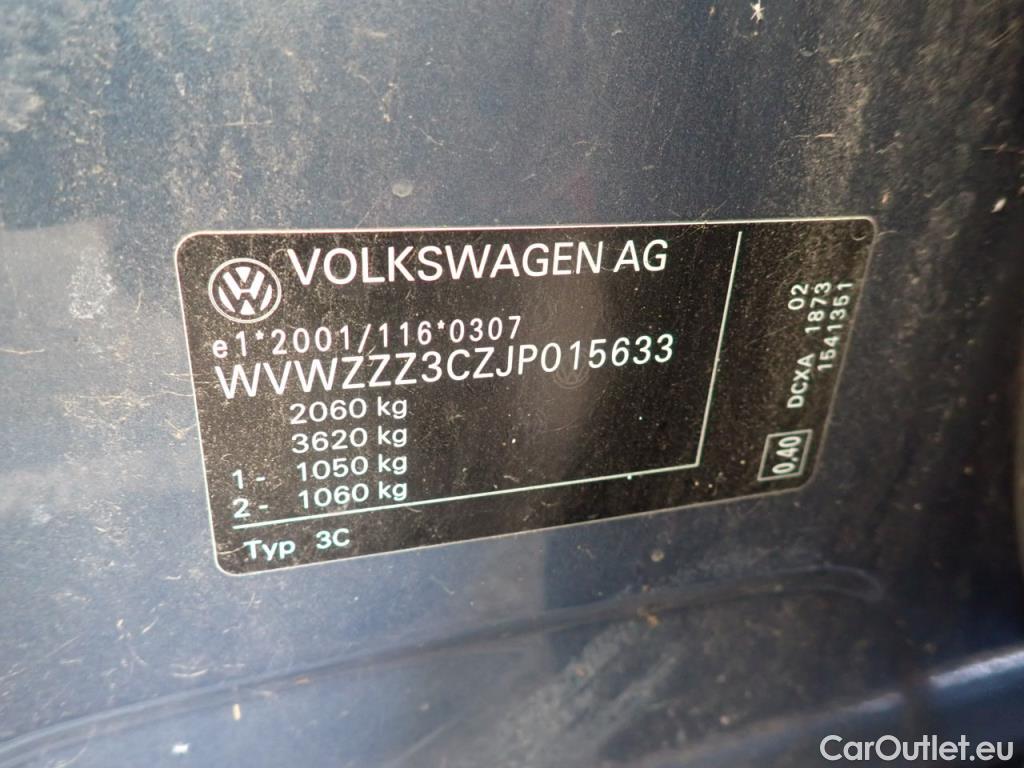 VOLKSWAGEN AG
e1*2001/116*0307
WVWZZZ3CZJP015633
2060 kg
3620 kg
1 - 1050 kg
2 - 1060 kg
Typ 3C
02
DCXA 1873
1541351
0.40
CarOutlet.eu